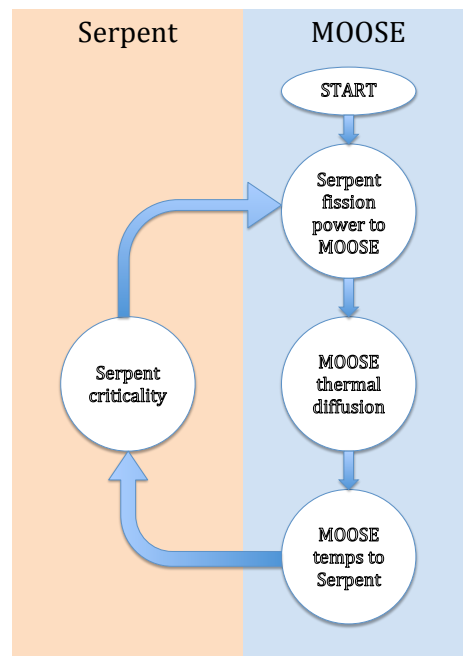 Serpent
MOOSE
START
Serpent
fission
power to
MOOSE
MOOSE
thermal
diffusion
Serpent
criticality
MOOSE
temps to
Serpent